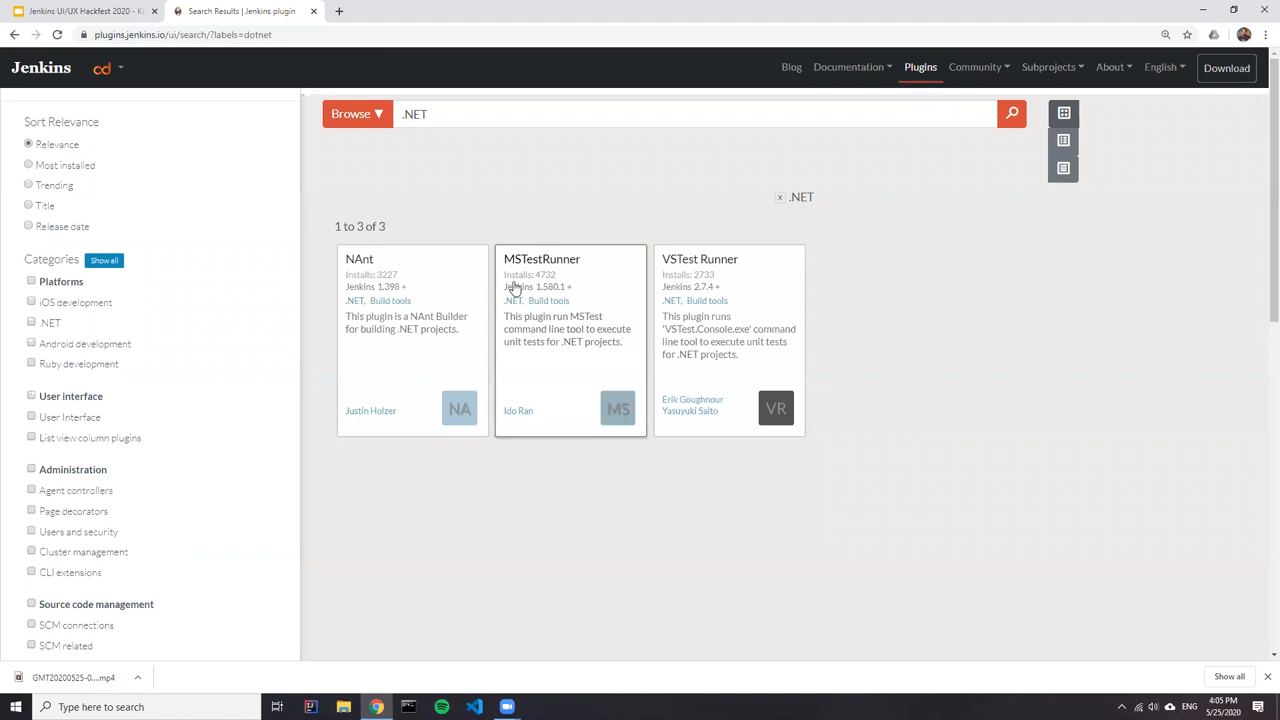 Jenkins UI/UX Hackfest 2020 - Ki
Search Results | Jenkins plugin
plugins.jenkins.io/ui/search/?labels=dotnet
Jenkins
cd
Blog
Documentation
Plugins
Community
Subprojects
About
English
Download
Sort Relevance
Relevance
Most installed
Trending
Title
Release date
Categories
Show all
Platforms
iOS development
.NET
Android development
Ruby development
User interface
User Interface
List view column plugins
Administration
Agent controllers
Page decorators
Users and security
Cluster management
CLI extensions
Source code management
SCM connections
SCM related
Browse ▼
.NET
x .NET
1 to 3 of 3
NAnt
Installs: 3227
Jenkins 1.398 +
.NET, Build tools
This plugin is a NAnt Builder
for building .NET projects.
Justin Holzer
NA
MSTestRunner
Installs: 4732
Jenkins 1.580.1 +
.NET, Build tools
This plugin run MSTest
command line tool to execute
unit tests for .NET projects.
Ido Ran
MS
VSTest Runner
Installs: 2733
Jenkins 2.7.4 +
.NET, Build tools
This plugin runs
'VSTest.Console.exe' command
line tool to execute unit tests
for .NET projects.
Erik Goughnour
Yasuyuki Saito
VR
GMT20200525-0....mp4
Show all
Type here to search
ENG
4:05 PM
5/25/2020